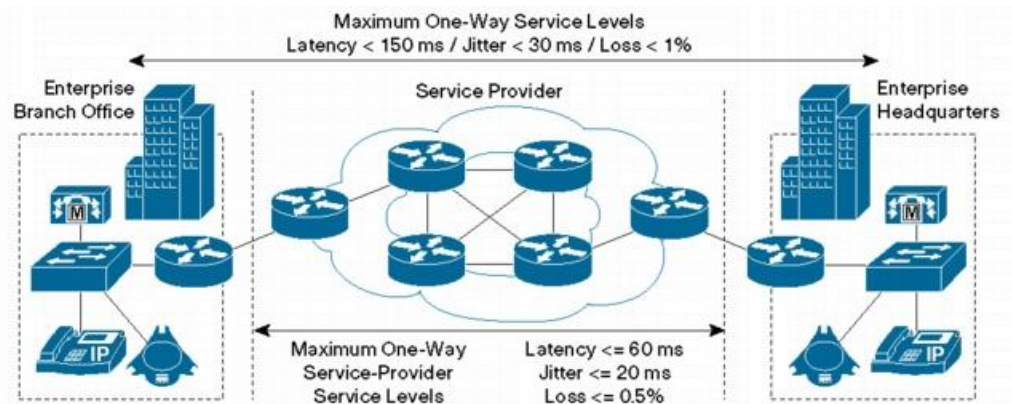 Maximum One-Way Service Levels
Latency < 150 ms / Jitter < 30 ms / Loss < 1%
Enterprise
Branch Office
Service Provider
Enterprise
Headquarters
M
M
IP
IP
Maximum One-Way
Service-Provider
Service Levels
Latency <= 60 ms
Jitter <= 20 ms
Loss <= 0.5%